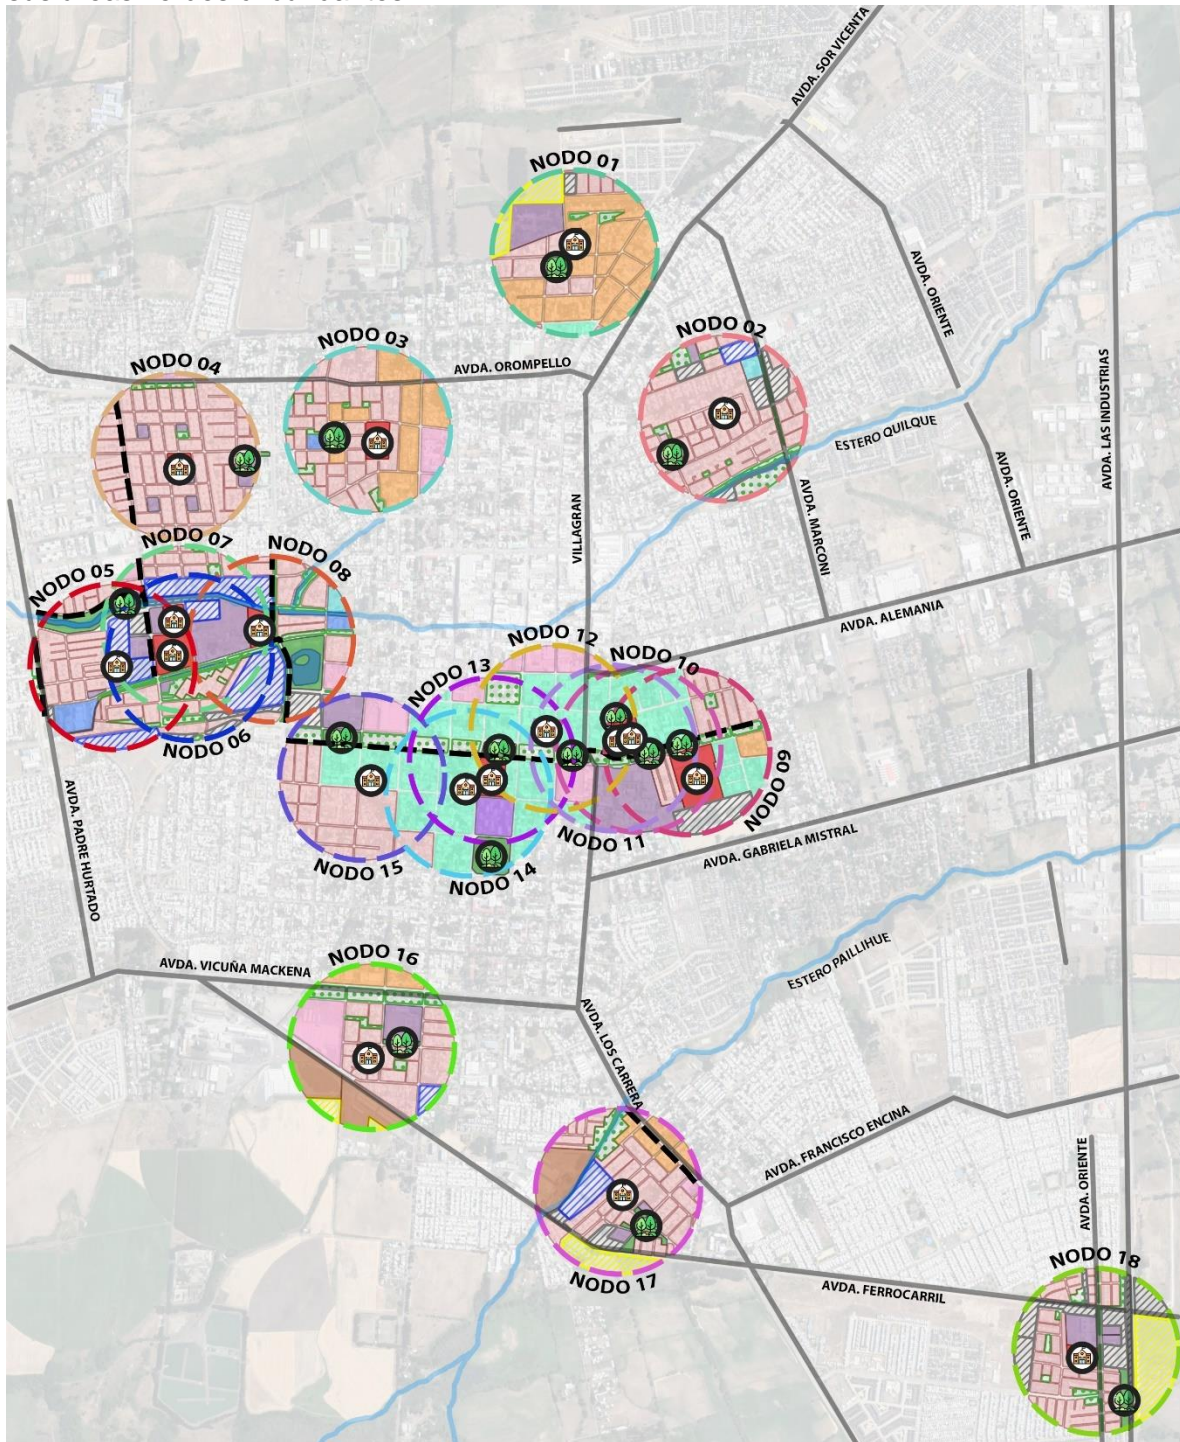 AVDA. SOR VICENTA
NODO 01
AVDA. ORIENTE
NODO 02
NODO 03
AVDA. OROMPELLO
NODO 04
AVDA. LAS INDUSTRIAS
ESTERO QUILQUE
AVDA. ORIENTE
VILLAGRAN
AVDA. MARCONI
NODO 07
NODO 08
NODO 05
AVDA. ALEMANIA
NODO 12
NODO 10
NODO 13
NODO 06
NODO 09
AVDA. PADRE HURTADO
NODO 11
AVDA. GABRIELA MISTRAL
NODO 15
NODO 14
NODO 16
AVDA. VICUÑA MACKENA
ESTERO PAILLIHUE
AVDA. LOS CARRERA
AVDA. FRANCISCO ENCINA
AVDA. ORIENTE
NODO 17
NODO 18
AVDA. FERROCARRIL